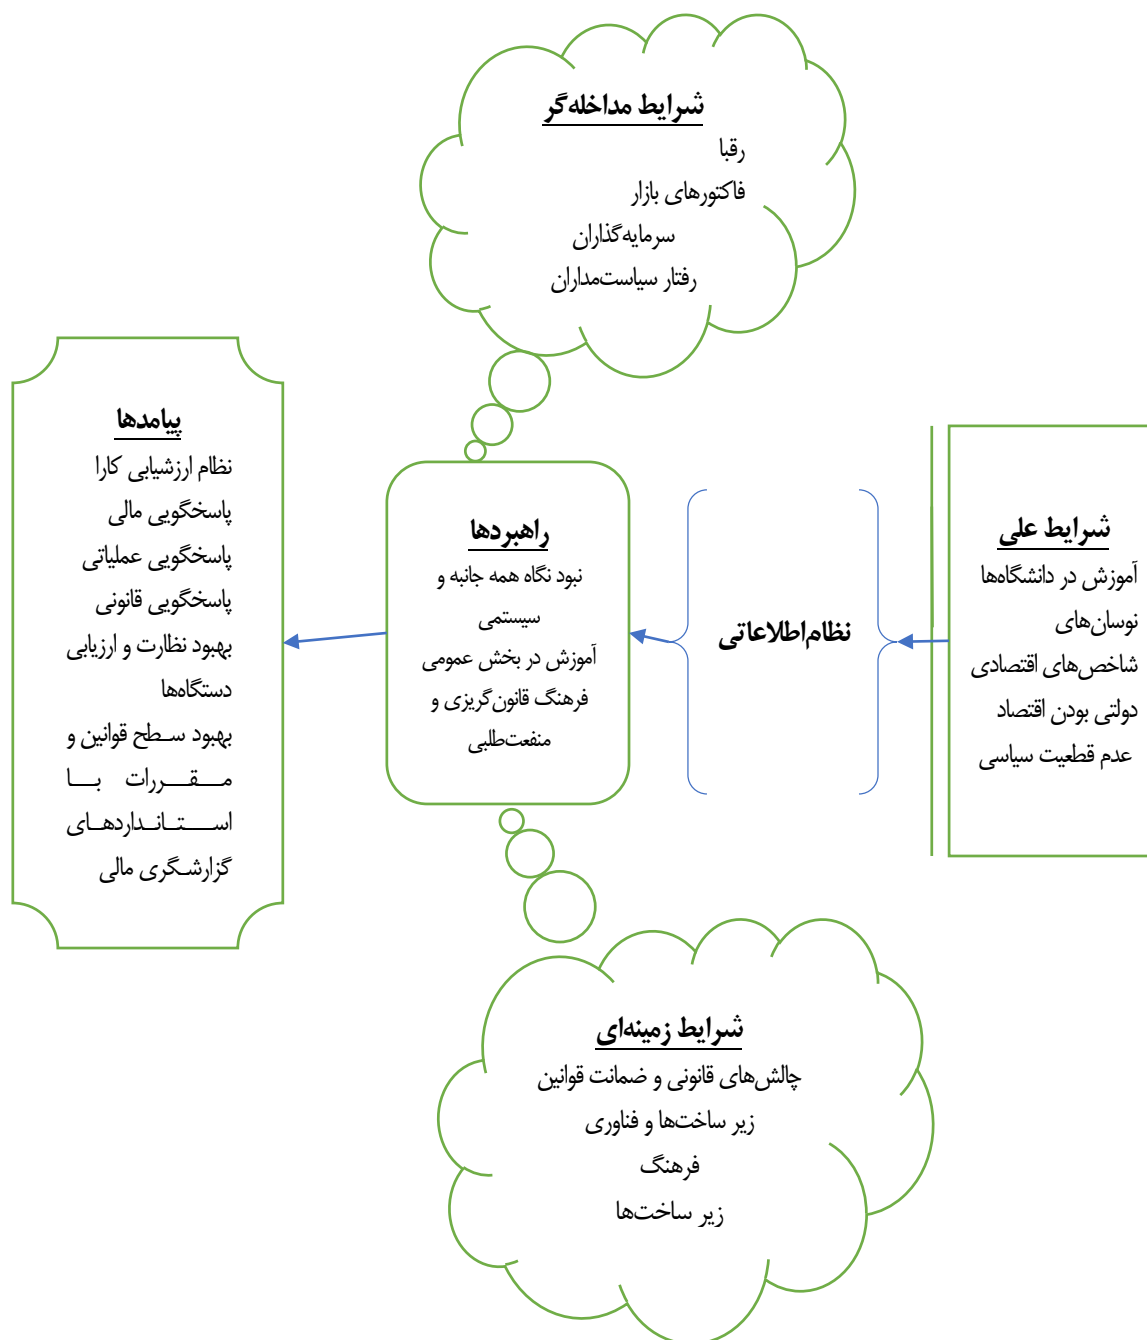 شرایط مداخله‌گر
رقبا
فاکتورهای بازار
سرمایه‌گذاران
رفتار سیاست‌مداران
شرایط علی
آموزش در دانشگاه‌ها
نوسان‌های
شاخص‌های اقتصادی
دولتی بودن اقتصاد
عدم قطعیت سیاسی
نظام‌اطلاعاتی
راهبردها
نبود نگاه همه جانبه و
سیستمی
آموزش در بخش عمومی
فرهنگ قانون‌گریزی و
منفعت‌طلبی
پیامدها
نظام ارزشیابی کارا
پاسخگویی مالی
پاسخگویی عملیاتی
پاسخگویی قانونی
بهبود نظارت و ارزیابی
دستگاه‌ها
بهبود سطح قوانین و
مقررات با
استانداردهای
گزارشگری مالی
شرایط زمینه‌ای
چالش‌های قانونی و ضمانت قوانین
زیر ساخت‌ها و فناوری
فرهنگ
زیر ساخت‌ها